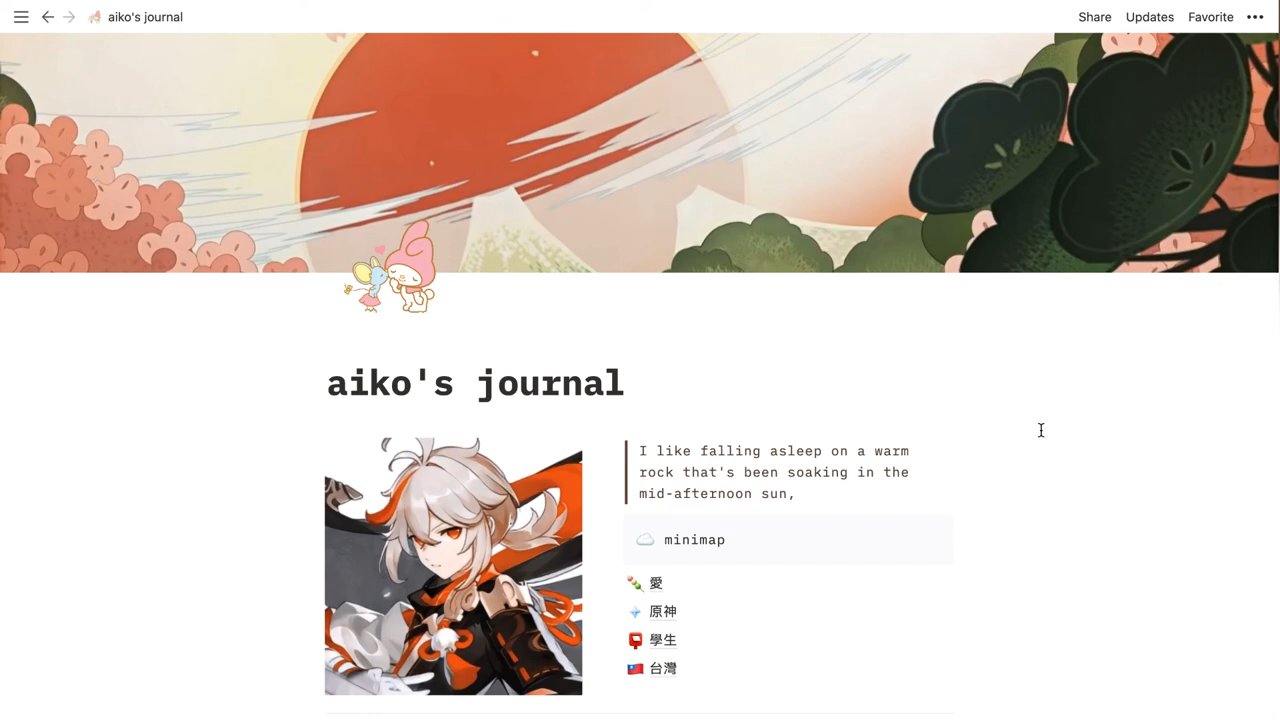 aiko's journal
Share Updates Favorite
aiko's journal
I like falling asleep on a warm
rock that's been soaking in the
mid-afternoon sun,
minimap
愛
原神
學生
台灣